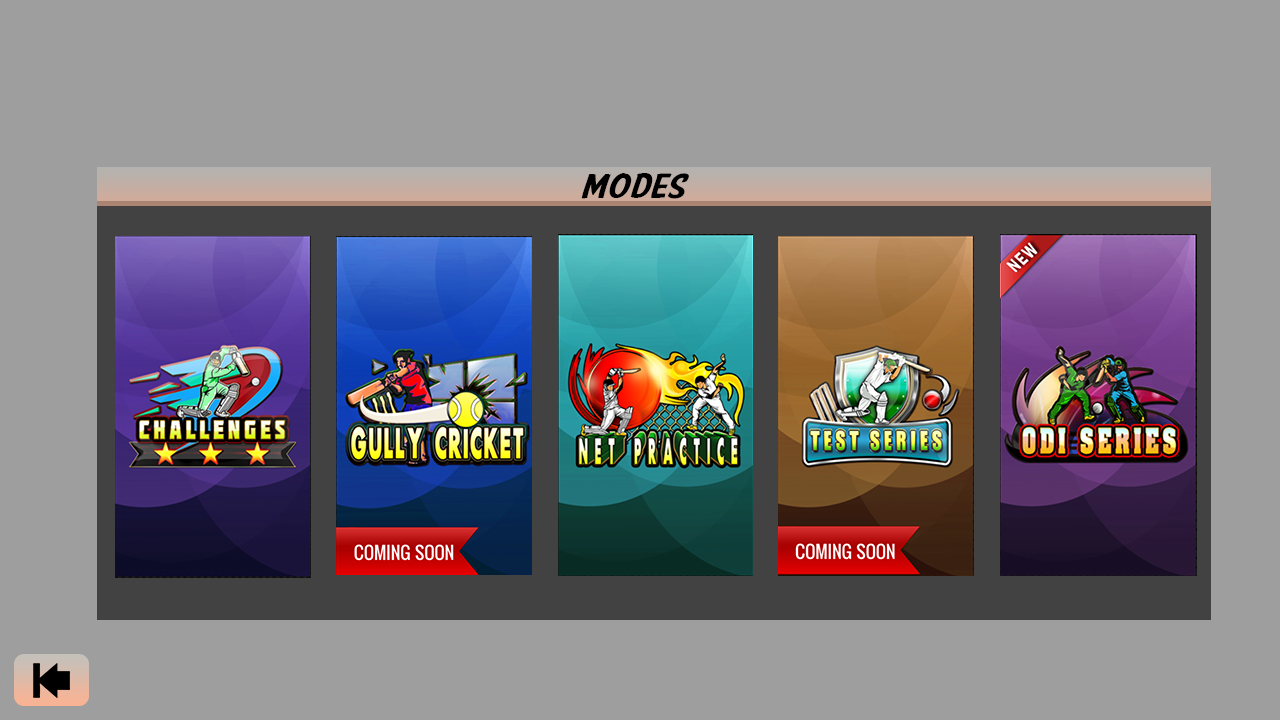 MODES
CHALLENGES
GULLY CRICKET
COMING SOON
NET PRACTICE
TEST SERIES
COMING SOON
NEW
ODI SERIES